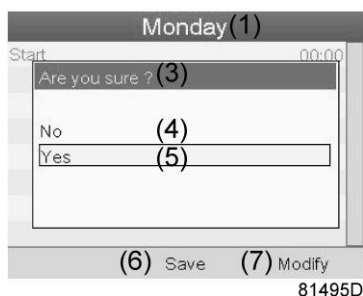 Monday(1)
Start 00:00
Are you sure ?(3)
No (4)
Yes (5)
(6) Save (7) Modify
81495D